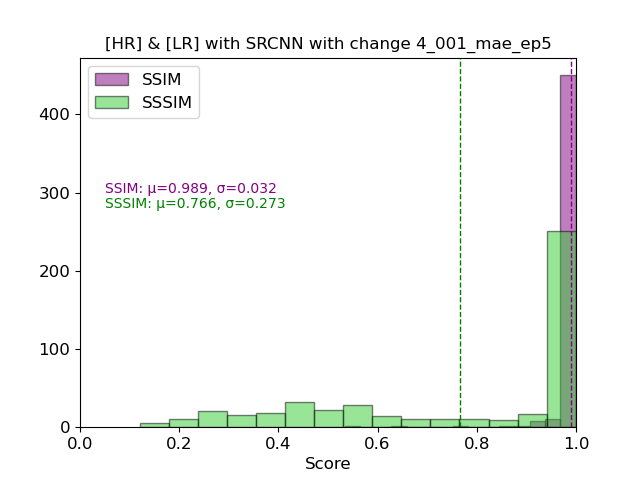 [HR] & [LR] with SRCNN with change 4_001_mae_ep5
SSIM
SSSIM
SSIM: μ=0.989, σ=0.032
SSSIM: μ=0.766, σ=0.273
400
300
200
100
0
0.0 0.2 0.4 0.6 0.8 1.0
Score